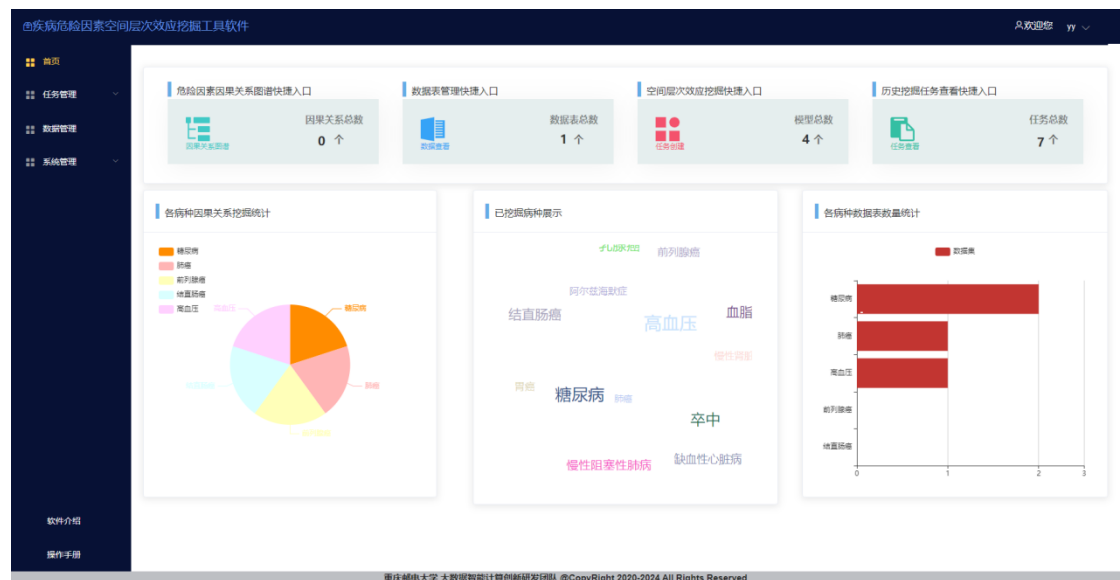 疾病危险因素空间层次效应挖掘工具软件
欢迎您 yy
首页
任务管理
数据管理
系统管理
软件介绍
操作手册
危险因素因果关系图谱快捷入口
因果关系图谱
因果关系总数
0 个
数据表管理快捷入口
数据查看
数据表总数
1 个
空间层次效应挖掘快捷入口
任务创建
模型总数
4 个
历史挖掘任务查看快捷入口
任务查看
任务总数
7 个
各病种因果关系挖掘统计
糖尿病
肺癌
前列腺癌
结直肠癌
高血压
高血压
糖尿病
肺癌
已挖掘病种展示
前列腺癌
阿尔兹海默症
结直肠癌
高血压
血脂
胃癌
糖尿病
肺癌
卒中
慢性阻塞性肺病
缺血性心脏病
各病种数据表数量统计
数据集
糖尿病
肺癌
高血压
前列腺癌
结直肠癌
0 1 2 3
重庆邮电大学 大数据智能计算创新研发团队 @CopyRight 2020-2024 All Rights Reserved